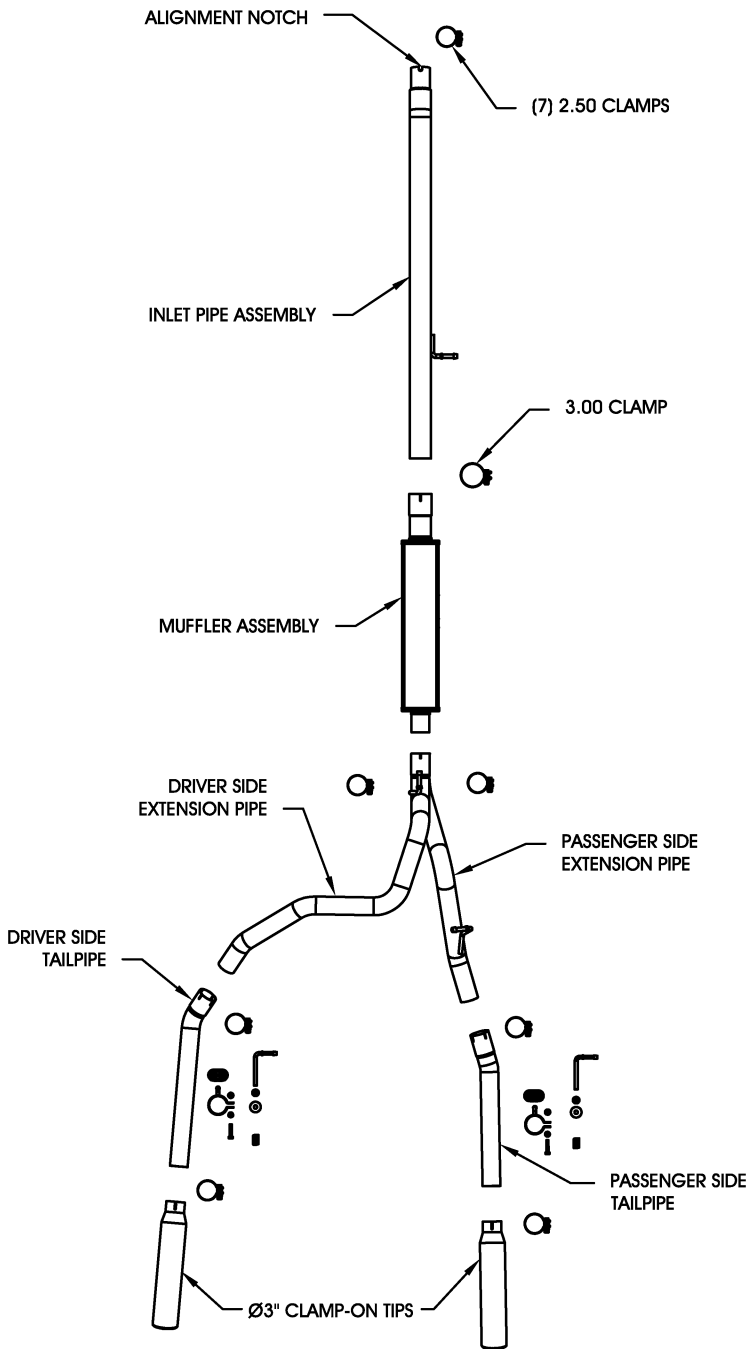 ALIGNMENT NOTCH
(7) 2.50 CLAMPS
INLET PIPE ASSEMBLY
3.00 CLAMP
MUFFLER ASSEMBLY
DRIVER SIDE
EXTENSION PIPE
PASSENGER SIDE
EXTENSION PIPE
DRIVER SIDE
TAILPIPE
PASSENGER SIDE
TAILPIPE
Ø3" CLAMP-ON TIPS